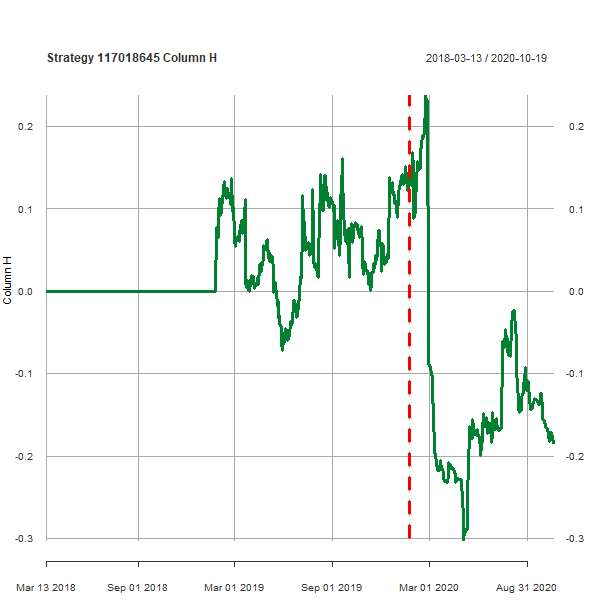 Strategy 117018645 Column H
2018-03-13 / 2020-10-19
0.2
0.2
0.1
0.1
0.0
0.0
-0.1
-0.1
-0.2
-0.2
-0.3
-0.3
Column H
Mar 13 2018
Sep 01 2018
Mar 01 2019
Sep 01 2019
Mar 01 2020
Aug 31 2020